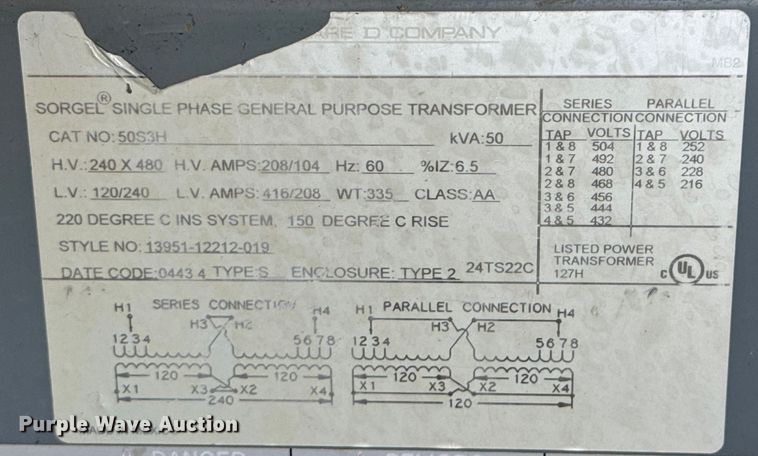 ARE D COMPANY
M82
SORGEL® SINGLE PHASE GENERAL PURPOSE TRANSFORMER
CAT NO: 50S3H kVA: 50
H.V.: 240 X 480 H.V. AMPS: 208/104 Hz: 60 %IZ: 6.5
L.V.: 120/240 L.V. AMPS: 416/208 WT: 335 CLASS: AA
220 DEGREE C INS SYSTEM, 150 DEGREE C RISE
STYLE NO: 13951-12212-019
DATE CODE: 0443 4 TYPE: S ENCLOSURE: TYPE 2 24TS22C
SERIES PARALLEL
CONNECTION CONNECTION
TAP VOLTS TAP VOLTS
1 & 8 504 1 & 8 252
1 & 7 492 2 & 7 240
2 & 7 480 3 & 6 228
2 & 8 468 4 & 5 216
3 & 6 456
3 & 5 444
4 & 5 432
LISTED POWER
TRANSFORMER
127H
C UL US
SERIES CONNECTION
H1 H3 H2 H4
1 2 3 4 5 6 7 8
120 120
X1 X3 X2 X4
240
PARALLEL CONNECTION
H1 H3 H2 H4
1 2 3 4 5 6 7 8
120 120
X1 X3 X2 X4
120
Purple Wave Auction